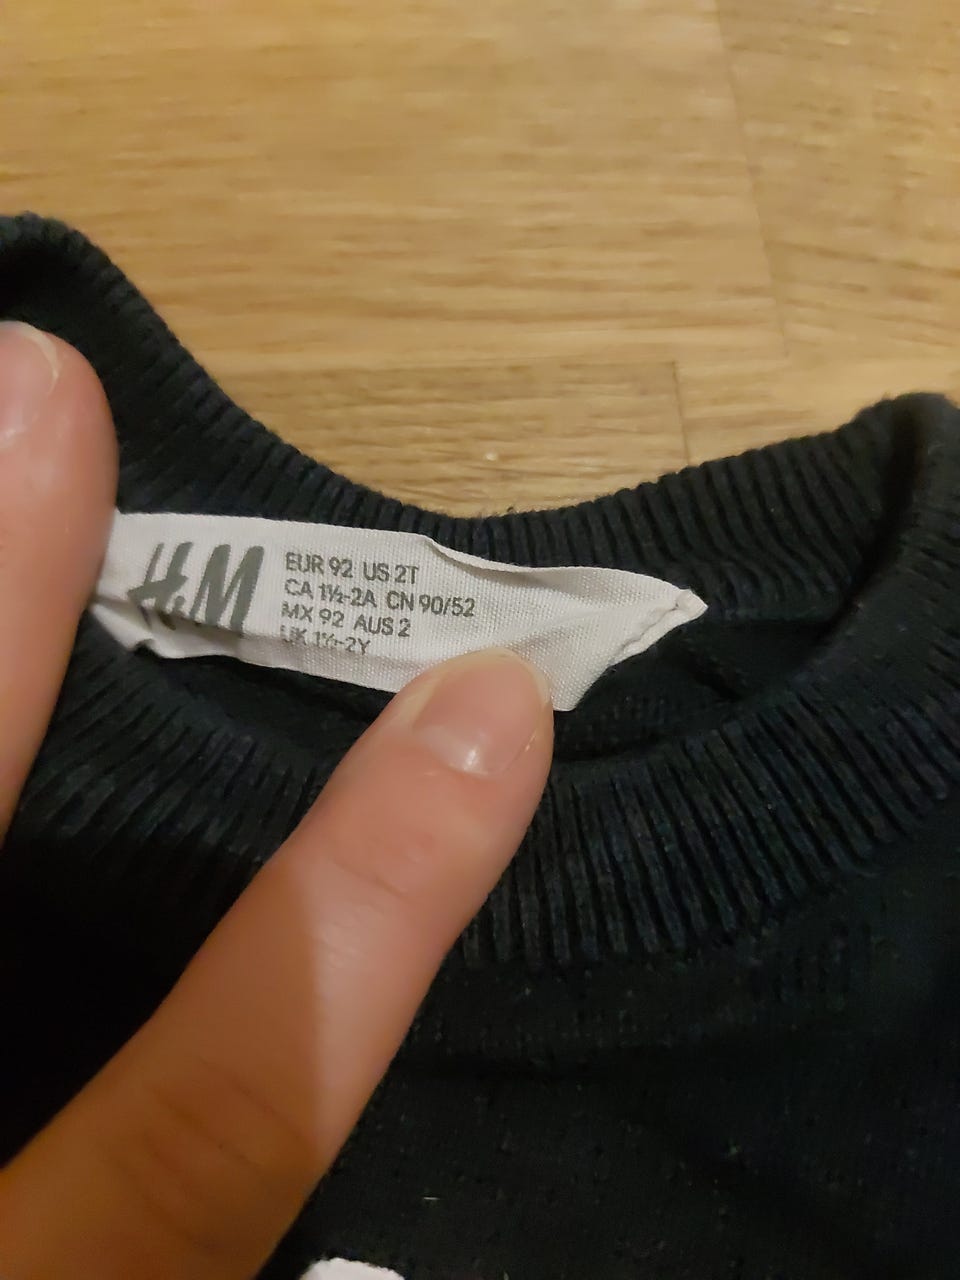 H&M
EUR 92 US 2T
CA 1½-2A CN 90/52
MX 92 AUS 2
UK 1½-2Y